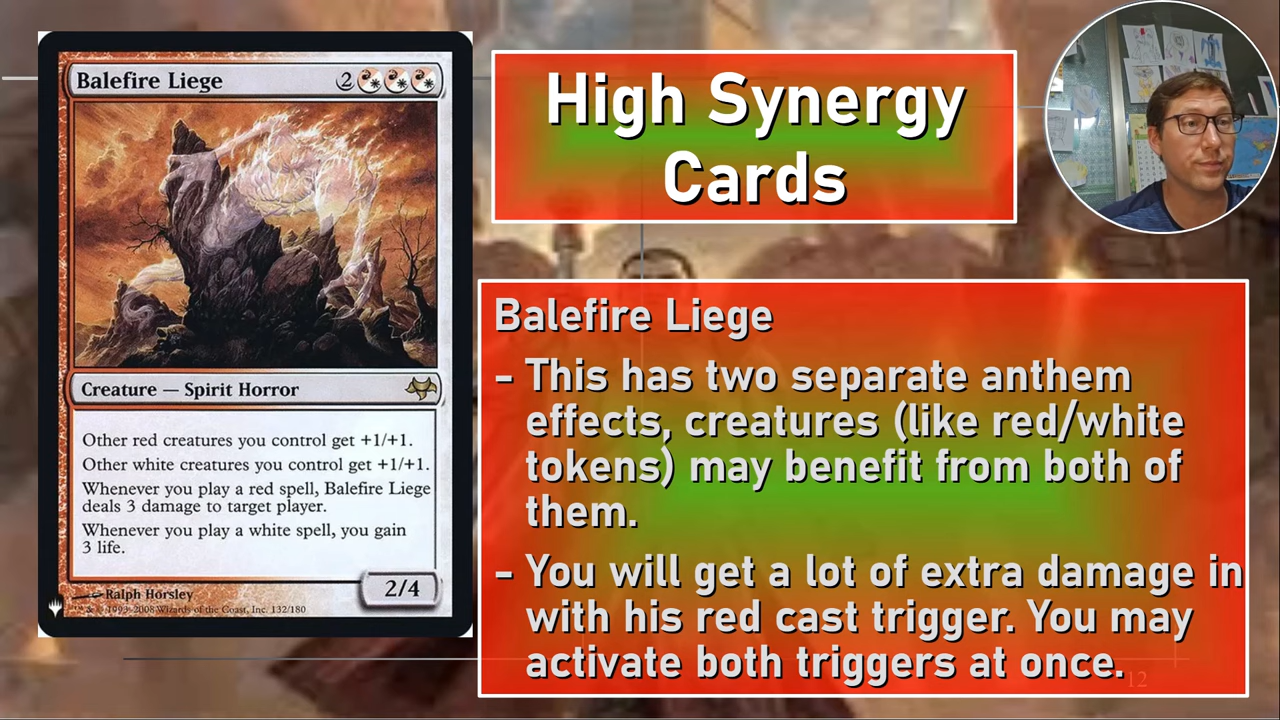 Balefire Liege
2
Creature — Spirit Horror
Other red creatures you control get +1/+1.
Other white creatures you control get +1/+1.
Whenever you play a red spell, Balefire Liege
deals 3 damage to target player.
Whenever you play a white spell, you gain
3 life.
2/4
Ralph Horsley
™ & © 1993-2008 Wizards of the Coast, Inc. 132/180
High Synergy
Cards
Balefire Liege
- This has two separate anthem
effects, creatures (like red/white
tokens) may benefit from both of
them.
- You will get a lot of extra damage in
with his red cast trigger. You may
activate both triggers at once.
12